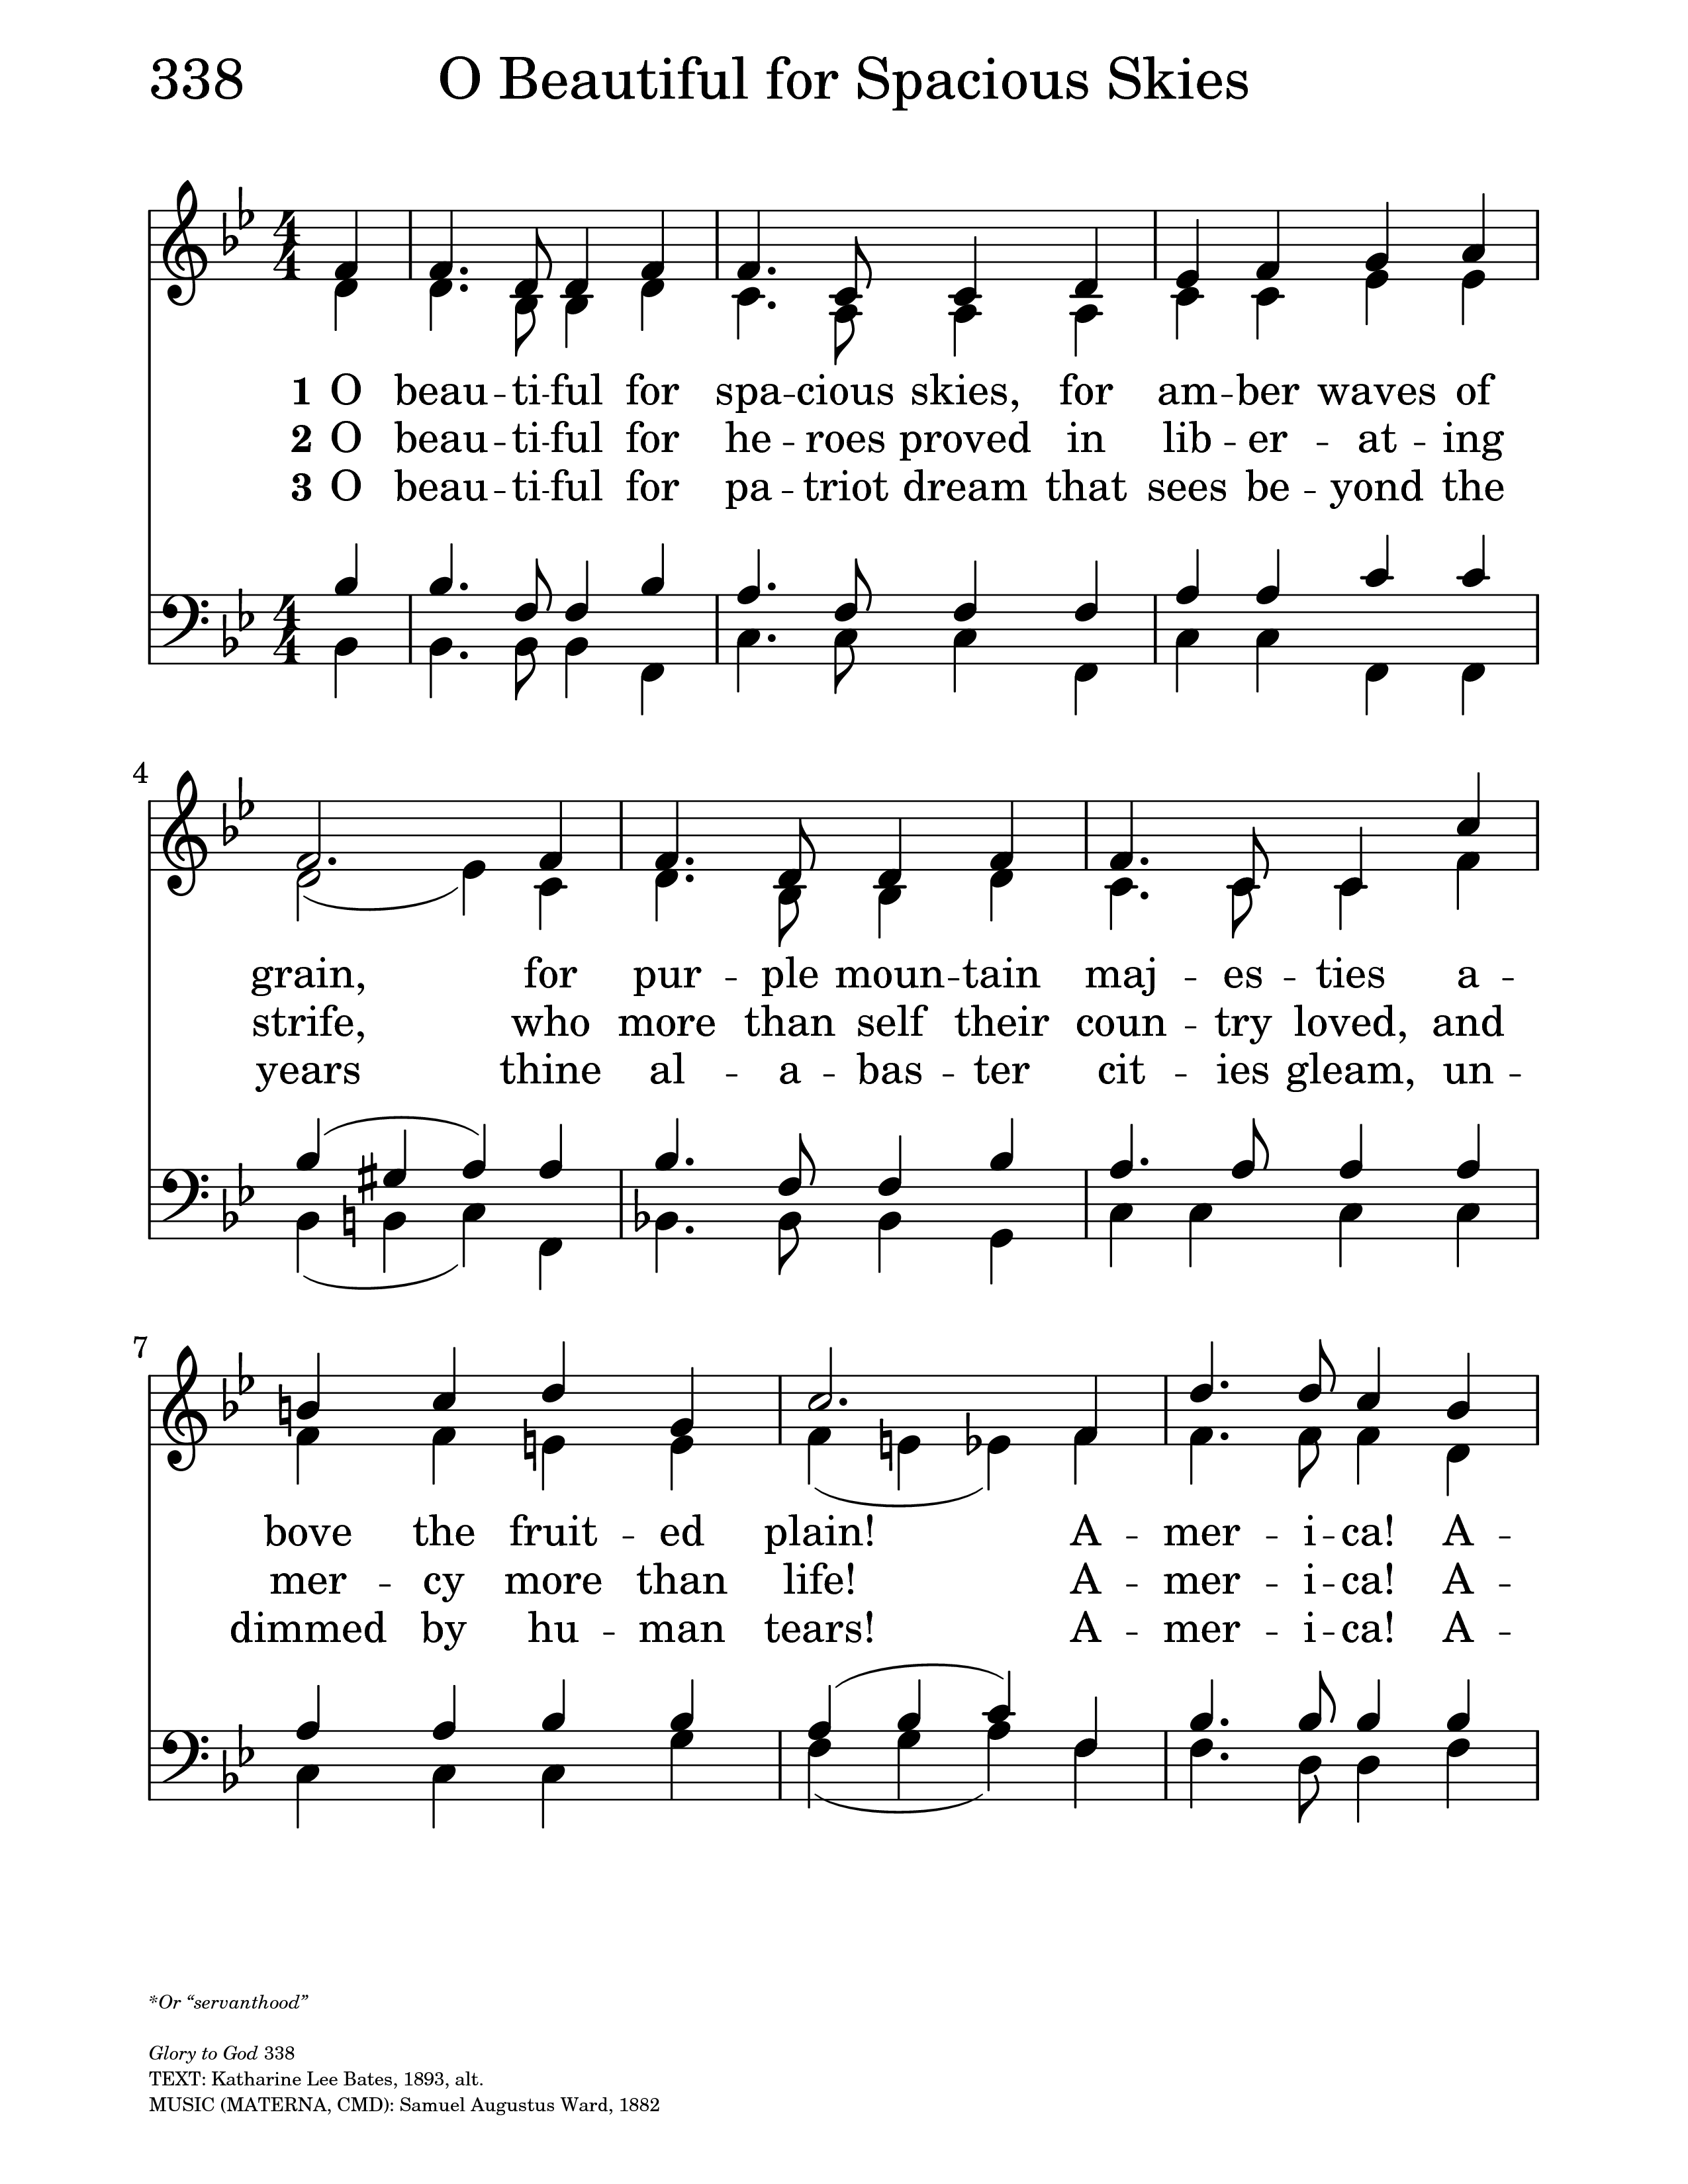 338 O Beautiful for Spacious Skies
1 O beau -- ti -- ful for spa -- cious skies, for am -- ber waves of
2 O beau -- ti -- ful for he -- roes proved in lib -- er -- at -- ing
3 O beau -- ti -- ful for pa -- triot dream that sees be -- yond the
4
grain, for pur -- ple moun -- tain maj -- es -- ties a --
strife, who more than self their coun -- try loved, and
years thine al -- a -- bas -- ter cit -- ies gleam, un --
7
bove the fruit -- ed plain! A -- mer -- i -- ca! A --
mer -- cy more than life! A -- mer -- i -- ca! A --
dimmed by hu -- man tears! A -- mer -- i -- ca! A --
*Or “servanthood”
Glory to God 338
TEXT: Katharine Lee Bates, 1893, alt.
MUSIC (MATERNA, CMD): Samuel Augustus Ward, 1882